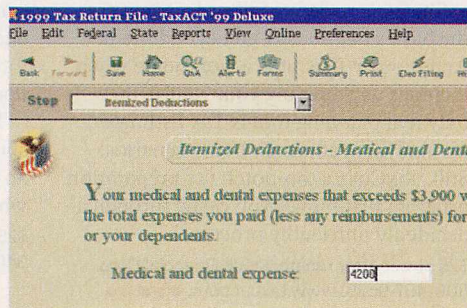 1999 Tax Return File - TaxACT '99 Deluxe
File Edit Federal State Reports View Online Preferences Help
Back Forward Save Home Q&A Alerts Forms Summary Print Elec Filing
Step Itemized Deductions
Itemized Deductions - Medical and Denta
Your medical and dental expenses that exceeds $3,900 w
the total expenses you paid (less any reimbursements) for
or your dependents.
Medical and dental expense: 4200